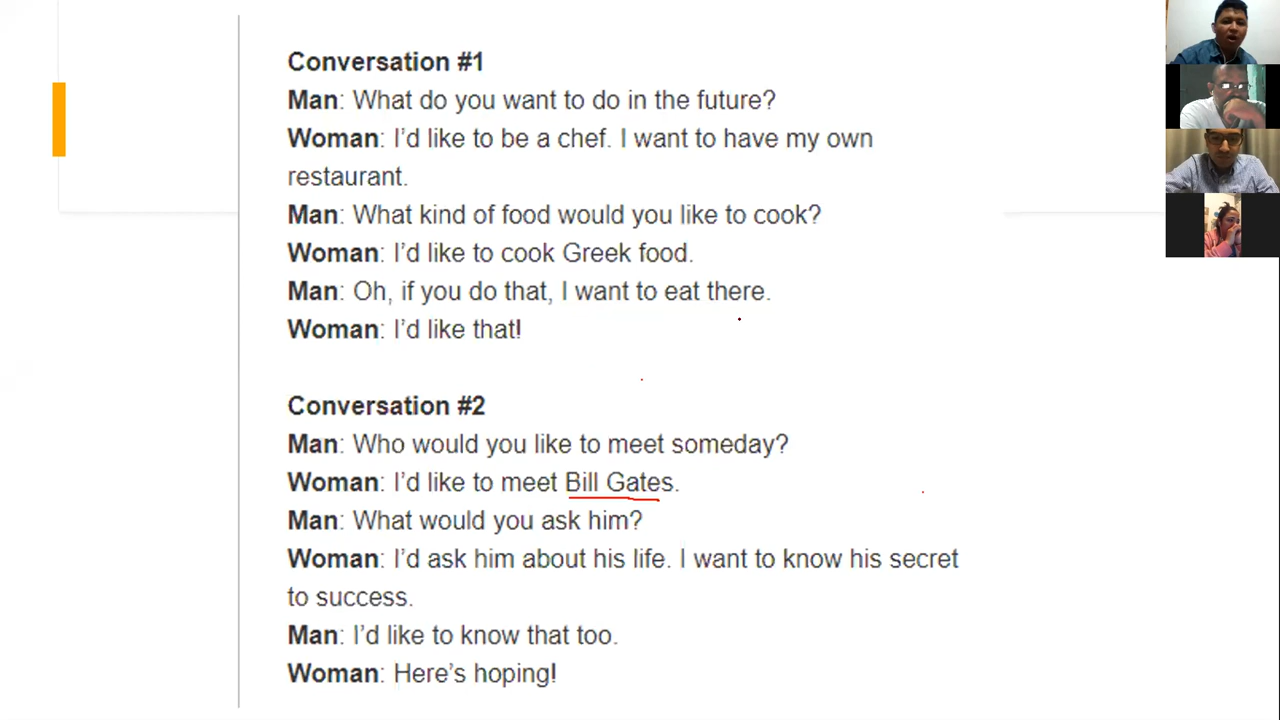 Conversation #1
Man: What do you want to do in the future?
Woman: I’d like to be a chef. I want to have my own
restaurant.
Man: What kind of food would you like to cook?
Woman: I’d like to cook Greek food.
Man: Oh, if you do that, I want to eat there.
Woman: I’d like that!
Conversation #2
Man: Who would you like to meet someday?
Woman: I’d like to meet Bill Gates.
Man: What would you ask him?
Woman: I’d ask him about his life. I want to know his secret
to success.
Man: I’d like to know that too.
Woman: Here’s hoping!